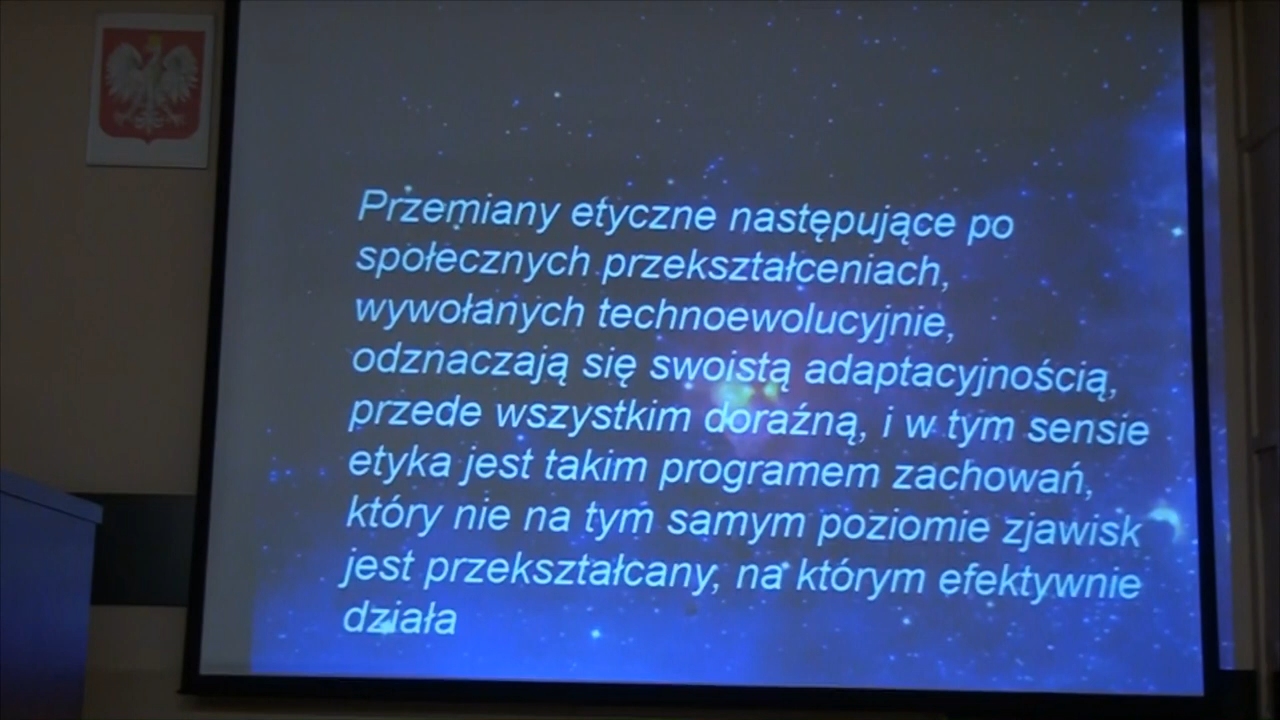 Przemiany etyczne następujące po
społecznych przekształceniach,
wywołanych technoewolucyjnie,
odznaczają się swoistą adaptacyjnością,
przede wszystkim doraźną, i w tym sensie
etyka jest takim programem zachowań,
który nie na tym samym poziomie zjawisk
jest przekształcany, na którym efektywnie
działa